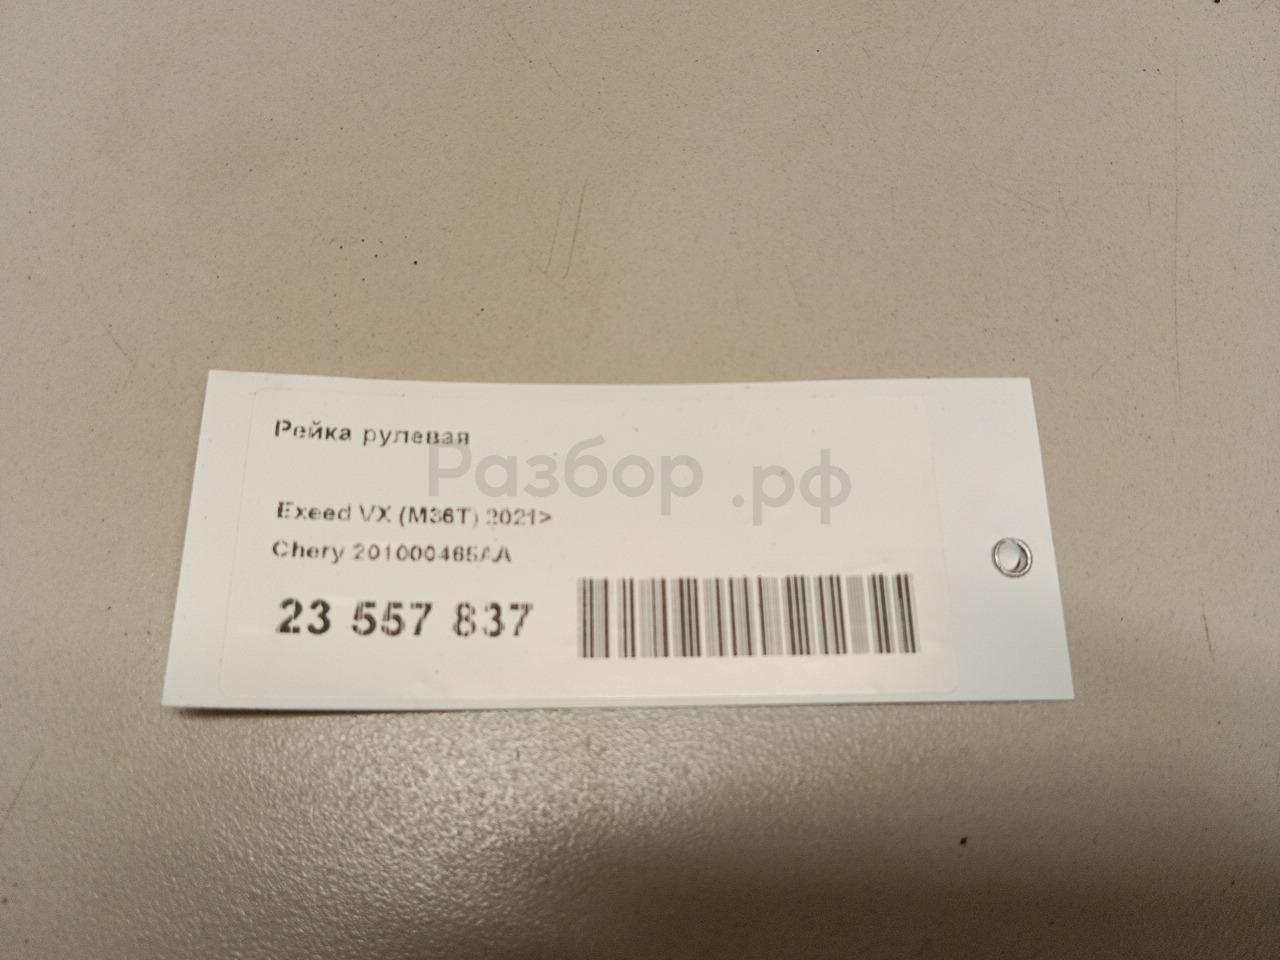 Рейка рулевая
Разбор.рф
Exeed VX (M36T) 2021>
Chery 201000465AA
23 557 837